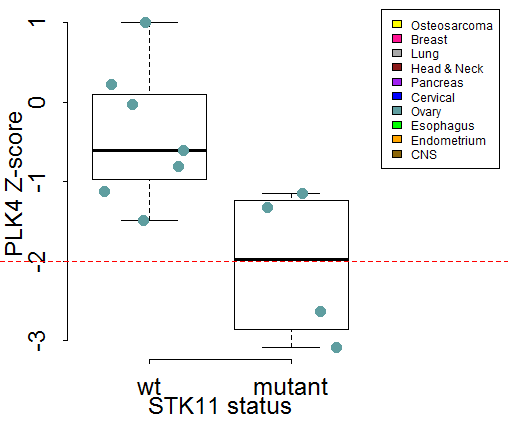 PLK4 Z-score
1
0
-1
-2
-3
wt mutant
STK11 status
Osteosarcoma
Breast
Lung
Head & Neck
Pancreas
Cervical
Ovary
Esophagus
Endometrium
CNS